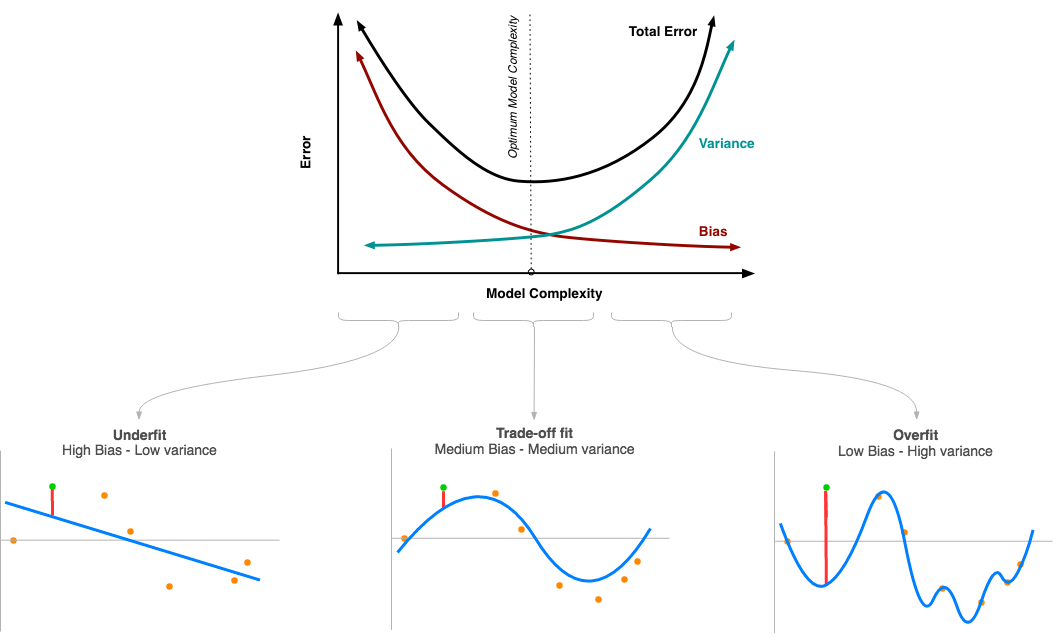 Total Error
Optimum Model Complexity
Variance
Error
Bias
Model Complexity
Underfit
High Bias - Low variance
Trade-off fit
Medium Bias - Medium variance
Overfit
Low Bias - High variance